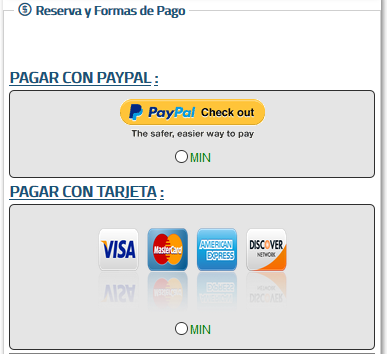 Reserva y Formas de Pago
PAGAR CON PAYPAL :
PayPal Check out
The safer, easier way to pay
MIN
PAGAR CON TARJETA :
VISA MasterCard AMERICAN EXPRESS DISCOVER NETWORK
MIN